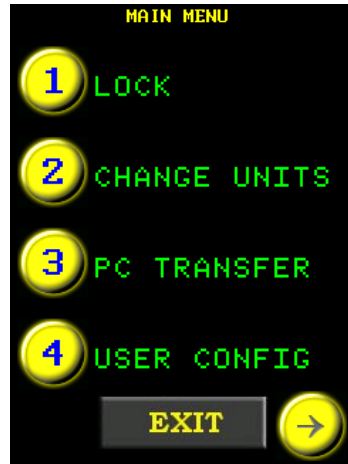 MAIN MENU
1 LOCK
2 CHANGE UNITS
3 PC TRANSFER
4 USER CONFIG
EXIT →